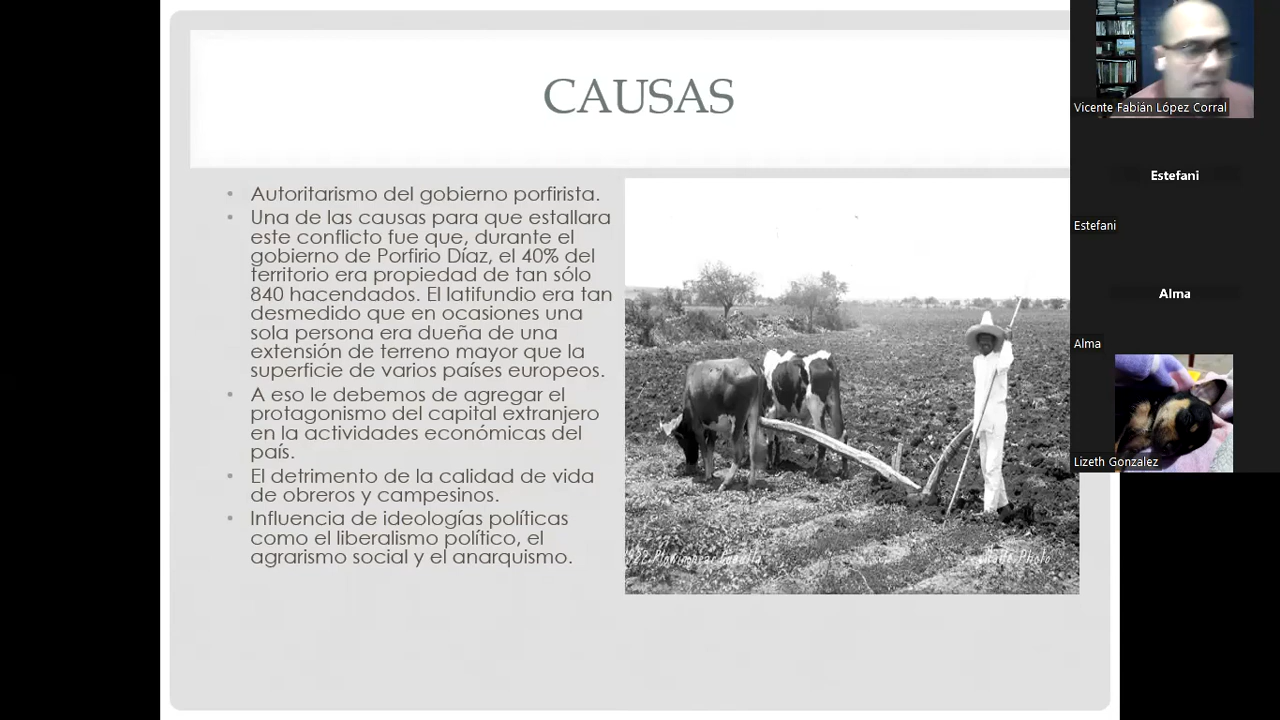 CAUSAS
• Autoritarismo del gobierno porfirista.
• Una de las causas para que estallara
este conflicto fue que, durante el
gobierno de Porfirio Díaz, el 40% del
territorio era propiedad de tan sólo
840 hacendados. El latifundio era tan
desmedido que en ocasiones una
sola persona era dueña de una
extensión de terreno mayor que la
superficie de varios países europeos.
• A eso le debemos de agregar el
protagonismo del capital extranjero
en la actividades económicas del
país.
• El detrimento de la calidad de vida
de obreros y campesinos.
• Influencia de ideologías políticas
como el liberalismo político, el
agrarismo social y el anarquismo.
Photo
Vicente Fabián López Corral
Estefani
Estefani
Alma
Alma
Lizeth Gonzalez